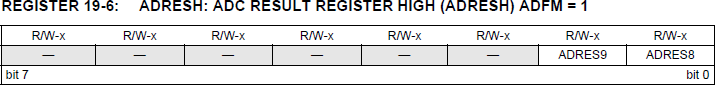 REGISTER 19-6: ADRESH: ADC RESULT REGISTER HIGH (ADRESH) ADFM = 1
R/W-x R/W-x R/W-x R/W-x R/W-x R/W-x R/W-x R/W-x
— — — — — — ADRES9 ADRES8
bit 7 bit 0